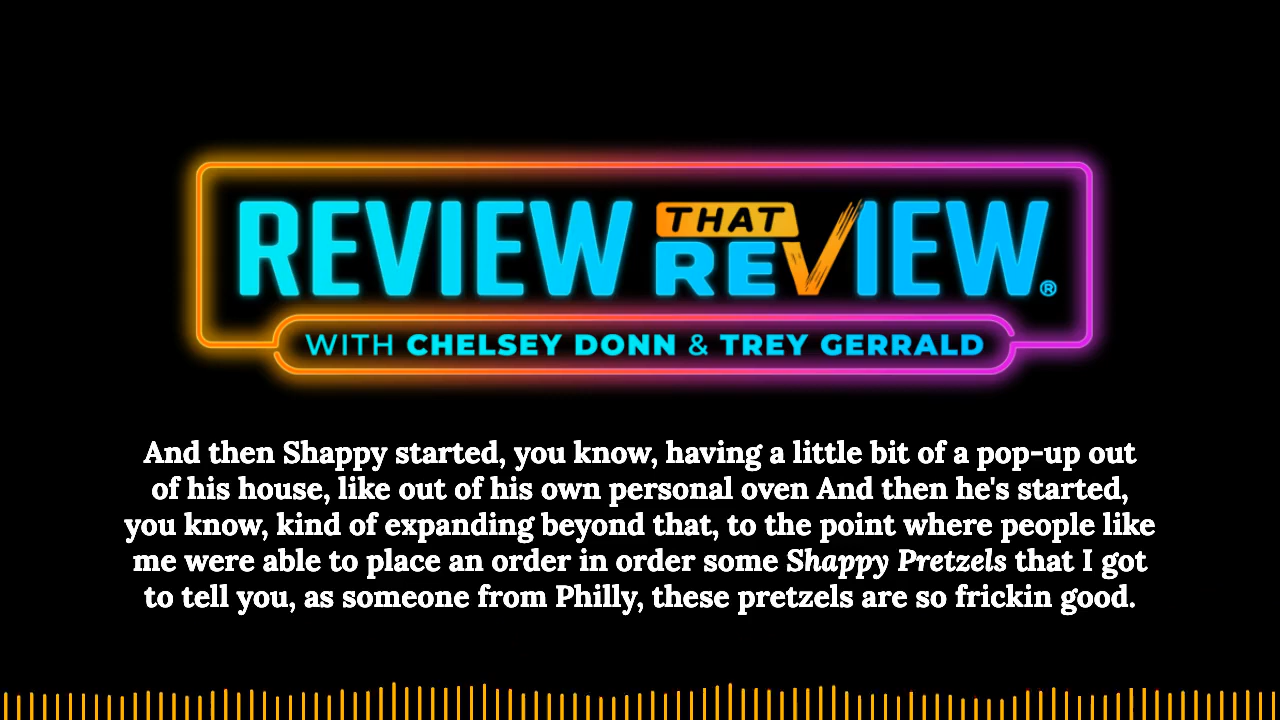 REVIEW THAT REVIEW®
WITH CHELSEY DONN & TREY GERRALD
And then Shappy started, you know, having a little bit of a pop-up out
of his house, like out of his own personal oven And then he's started,
you know, kind of expanding beyond that, to the point where people like
me were able to place an order in order some Shappy Pretzels that I got
to tell you, as someone from Philly, these pretzels are so frickin good.